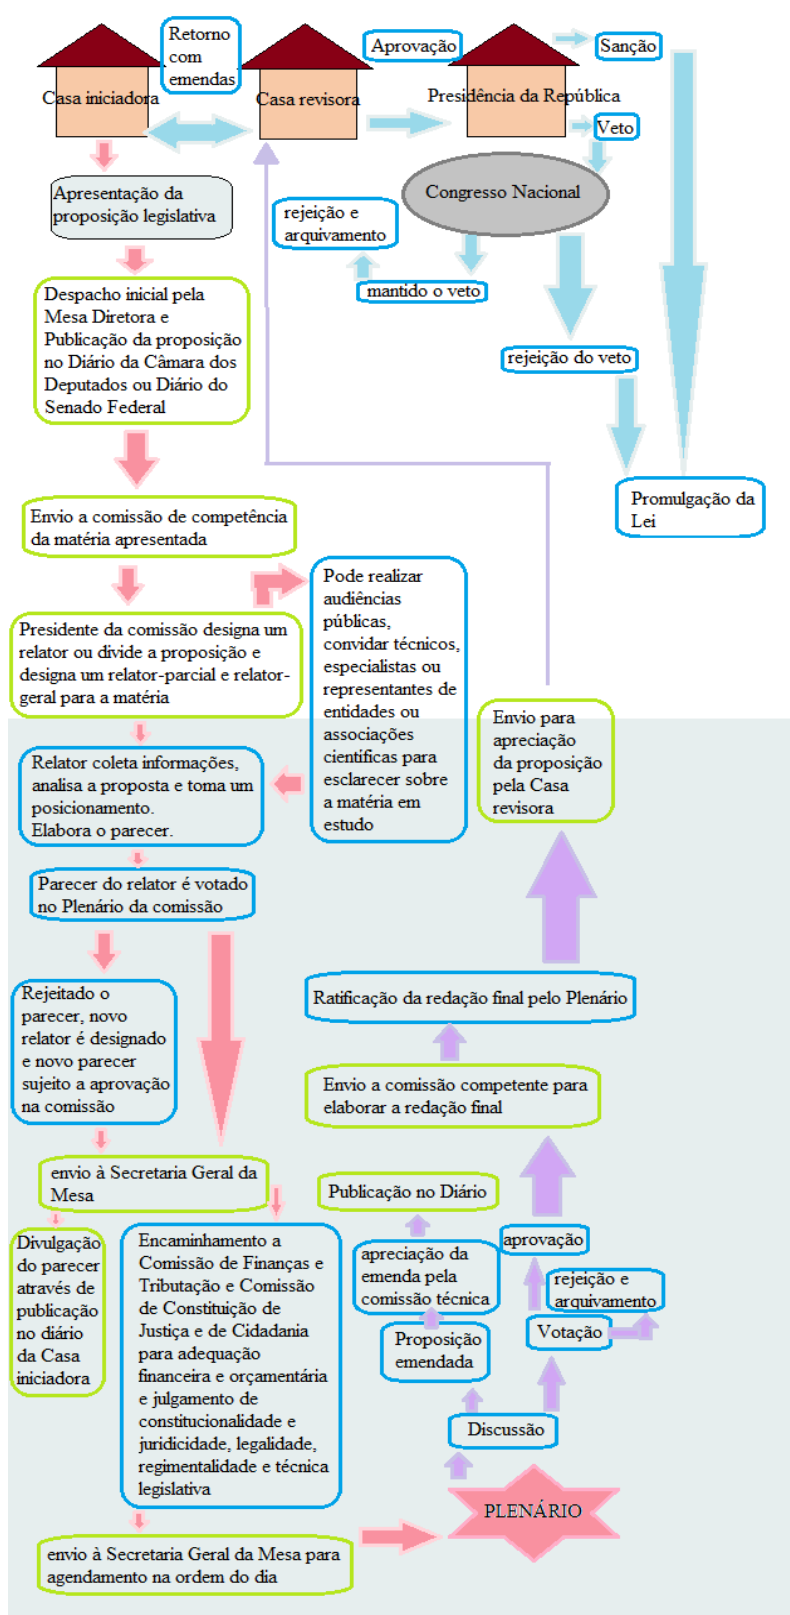 Retorno
com
emendas
Casa iniciadora
Casa revisora
Aprovação
Presidência da República
Sanção
Veto
Congresso Nacional
rejeição e
arquivamento
mantido o veto
rejeição do veto
Promulgação da
Lei
Apresentação da
proposição legislativa
Despacho inicial pela
Mesa Diretora e
Publicação da proposição
no Diário da Câmara dos
Deputados ou Diário do
Senado Federal
Envio a comissão de competência
da matéria apresentada
Presidente da comissão designa um
relator ou divide a proposição e
designa um relator-parcial e relator-
geral para a matéria
Pode realizar
audiências
públicas,
convidar técnicos,
especialistas ou
representantes de
entidades ou
associações
científicas para
esclarecer sobre
a matéria em
estudo
Relator coleta informações,
analisa a proposta e toma um
posicionamento.
Elabora o parecer.
Parecer do relator é votado
no Plenário da comissão
Rejeitado o
parecer, novo
relator é designado
e novo parecer
sujeito a aprovação
na comissão
envio à Secretaria Geral da
Mesa
Divulgação
do parecer
através de
publicação
no diário
da Casa
iniciadora
Encaminhamento a
Comissão de Finanças e
Tributação e Comissão
de Constituição de
Justiça e de Cidadania
para adequação
financeira e orçamentária
e julgamento de
constitucionalidade e
juridicidade, legalidade,
regimentalidade e técnica
legislativa
envio à Secretaria Geral da Mesa para
agendamento na ordem do dia
PLENÁRIO
Discussão
Proposição
emendada
apreciação da
emenda pela
comissão técnica
Publicação no Diário
Votação
rejeição e
arquivamento
aprovação
Envio a comissão competente para
elaborar a redação final
Ratificação da redação final pelo Plenário
Envio para
apreciação
da proposição
pela Casa
revisora